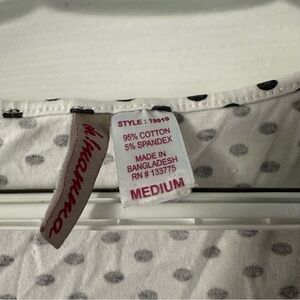 STYLE : 19919
95% COTTON
5% SPANDEX
MADE IN
BANGLADESH
RN # 133775
MEDIUM